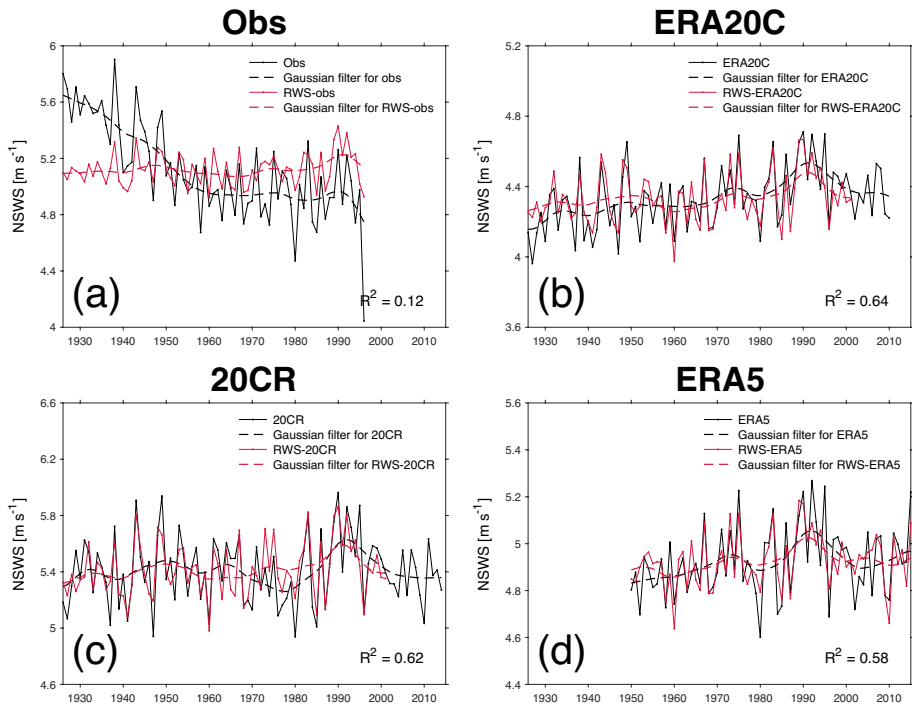 Obs
NSWS [m s⁻¹]
6
5.6
5.2
4.8
4.4
4
Obs
Gaussian filter for obs
RWS-obs
Gaussian filter for RWS-obs
(a)
R² = 0.12
1930 1940 1950 1960 1970 1980 1990 2000 2010
ERA20C
NSWS [m s⁻¹]
5.2
4.8
4.4
4
3.6
ERA20C
Gaussian filter for ERA20C
RWS-ERA20C
Gaussian filter for RWS-ERA20C
(b)
R² = 0.64
1930 1940 1950 1960 1970 1980 1990 2000 2010
20CR
NSWS [m s⁻¹]
6.6
6.2
5.8
5.4
5
4.6
20CR
Gaussian filter for 20CR
RWS-20CR
Gaussian filter for RWS-20CR
(c)
R² = 0.62
1930 1940 1950 1960 1970 1980 1990 2000 2010
ERA5
NSWS [m s⁻¹]
5.6
5.2
4.8
4.4
ERA5
Gaussian filter for ERA5
RWS-ERA5
Gaussian filter for RWS-ERA5
(d)
R² = 0.58
1930 1940 1950 1960 1970 1980 1990 2000 2010